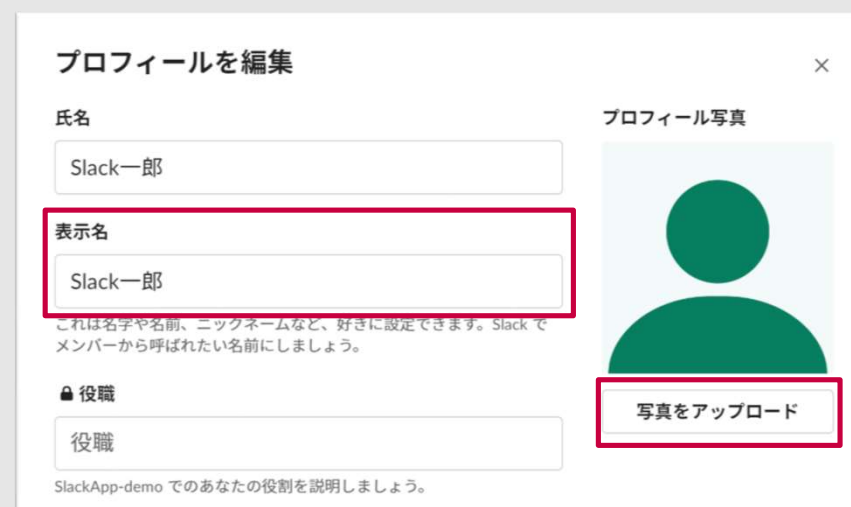 プロフィールを編集
×
氏名
Slack一郎
表示名
Slack一郎
これは名字や名前、ニックネームなど、好きに設定できます。Slack で
メンバーから呼ばれたい名前にしましょう。
役職
役職
SlackApp-demo でのあなたの役割を説明しましょう。
プロフィール写真
写真をアップロード